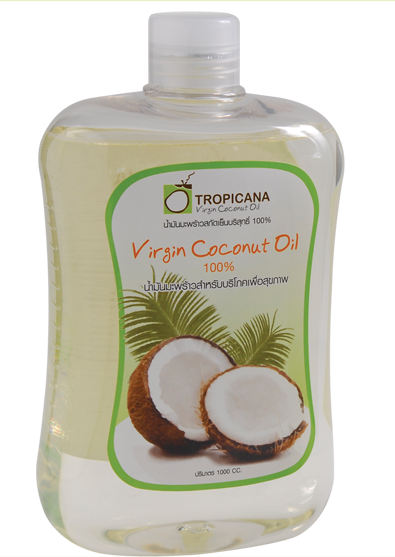 TROPICANA
Virgin Coconut Oil
น้ำมันมะพร้าวสกัดเย็นบริสุทธิ์ 100%
Virgin Coconut Oil
100%
น้ำมันมะพร้าวสำหรับบริโภคเพื่อสุขภาพ
ปริมาตร 1000 CC.